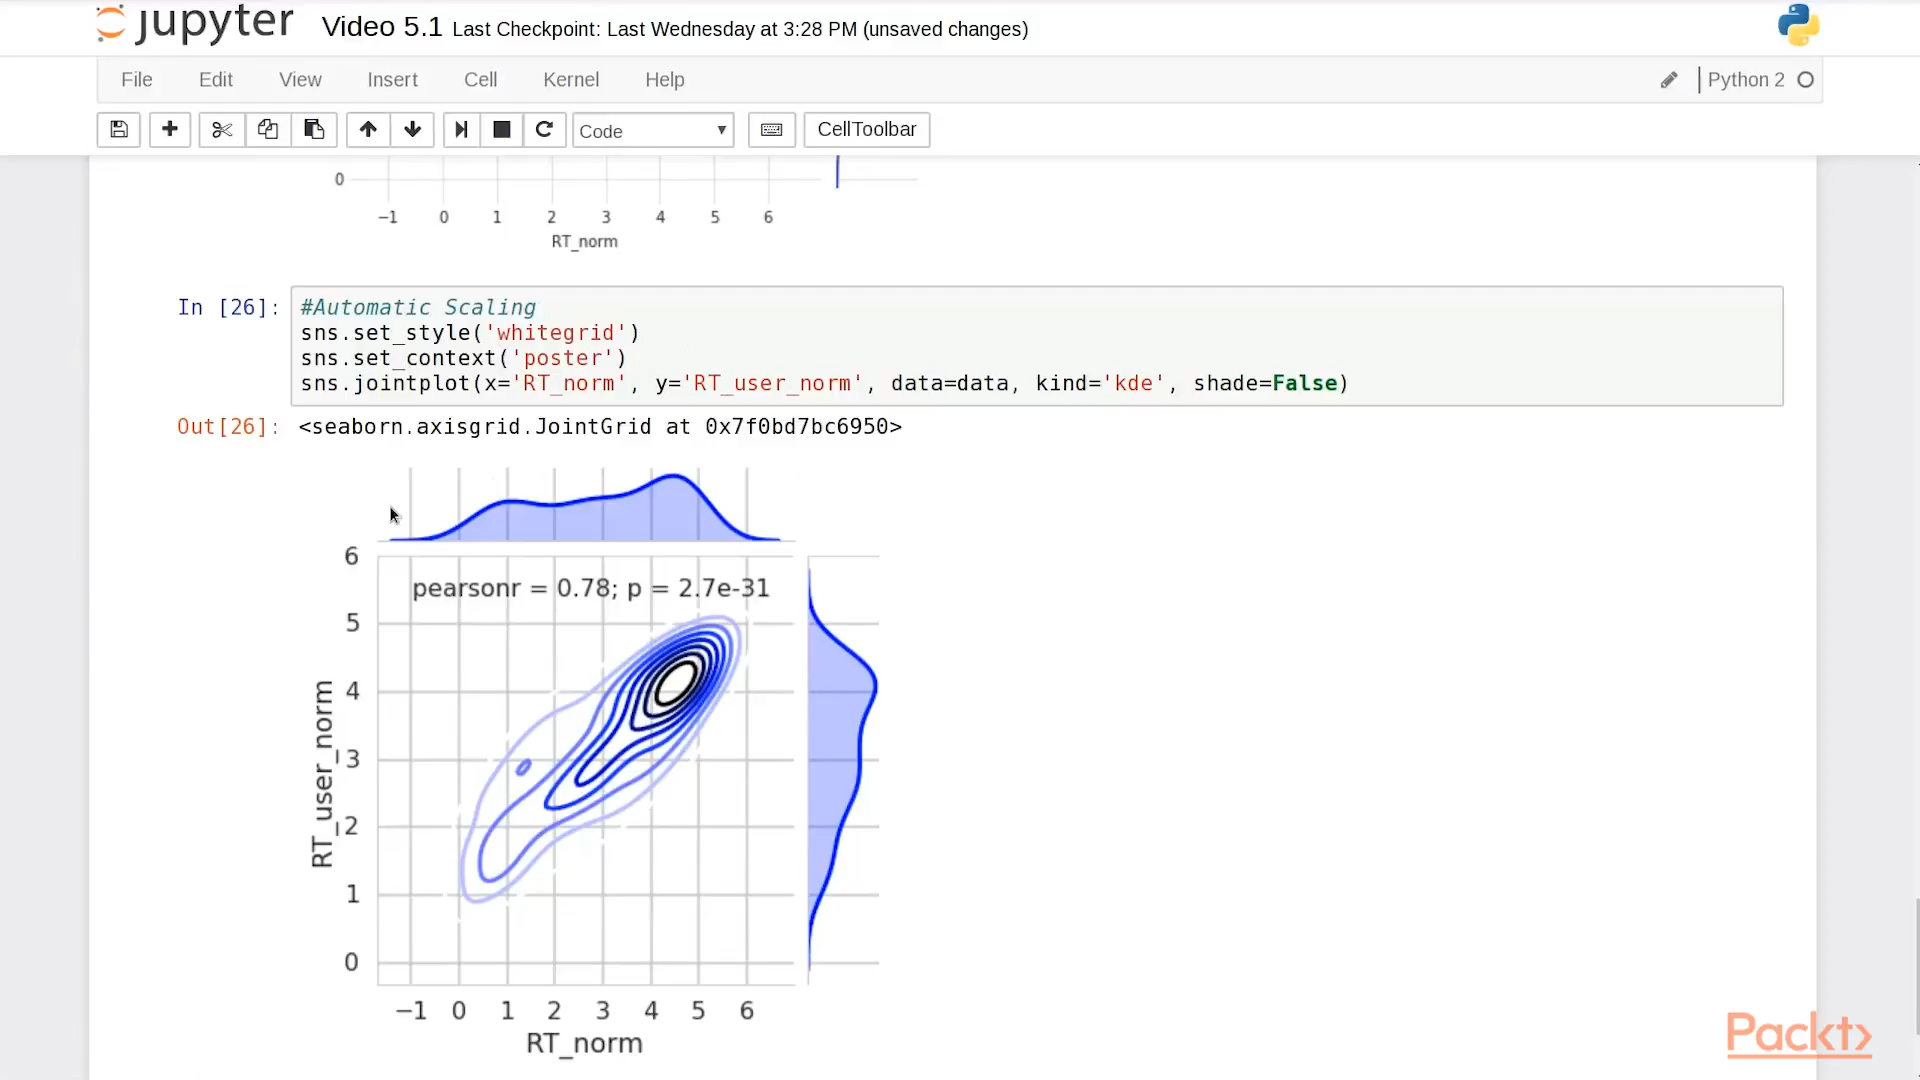 jupyter Video 5.1 Last Checkpoint: Last Wednesday at 3:28 PM (unsaved changes)
File Edit View Insert Cell Kernel Help Python 2
Code CellToolbar
0
−1 0 1 2 3 4 5 6
RT_norm
In [26]: #Automatic Scaling
sns.set_style('whitegrid')
sns.set_context('poster')
sns.jointplot(x='RT_norm', y='RT_user_norm', data=data, kind='kde', shade=False)
Out[26]: <seaborn.axisgrid.JointGrid at 0x7f0bd7bc6950>
6
pearsonr = 0.78; p = 2.7e-31
5
4
3
2
1
0
RT_user_norm
−1 0 1 2 3 4 5 6
RT_norm
Packt>